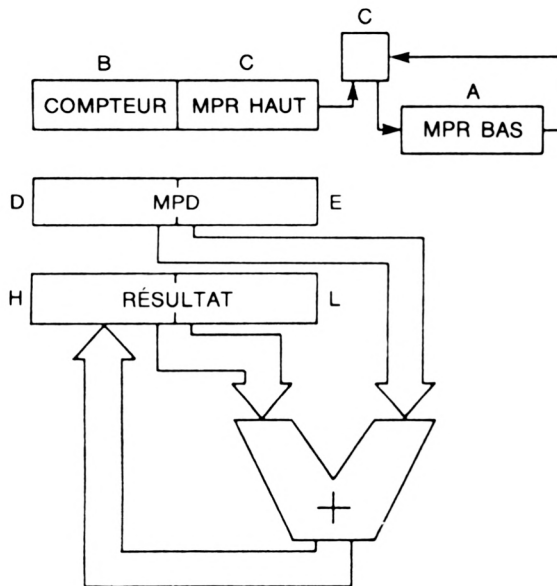 C
B C
COMPTEUR MPR HAUT
A
MPR BAS
D MPD E
H RÉSULTAT L
+